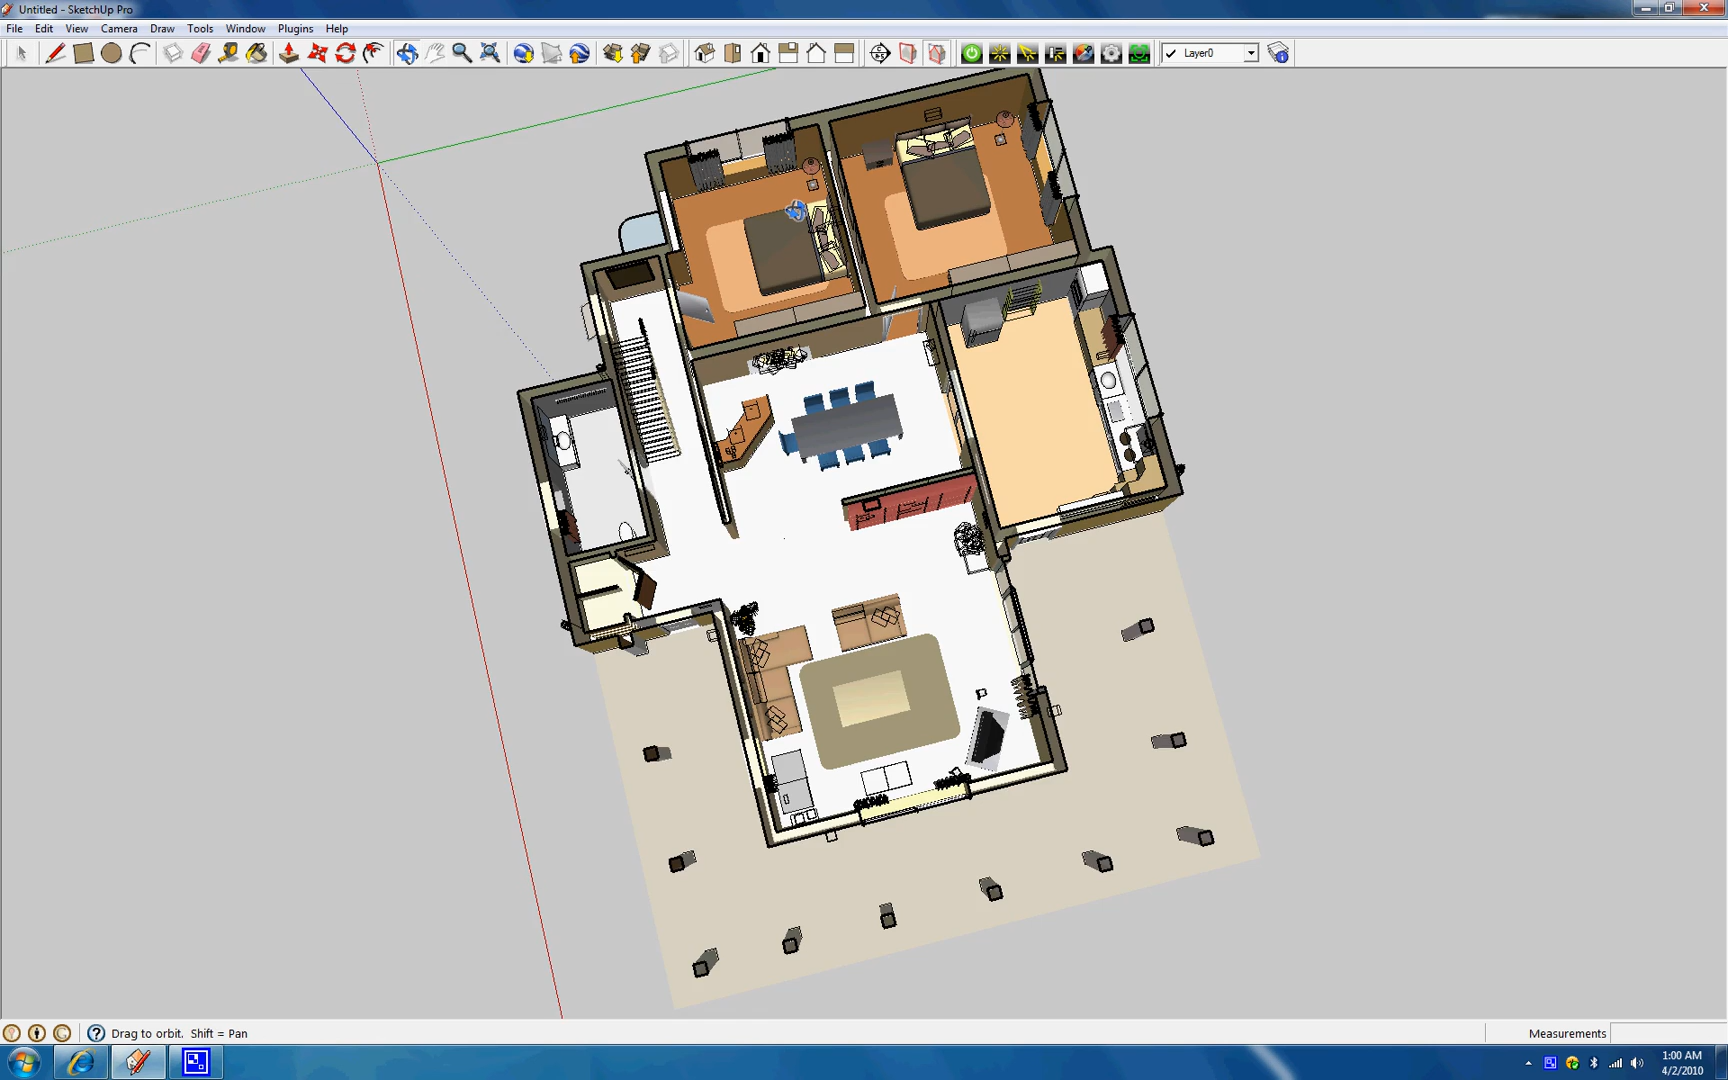 Untitled - SketchUp Pro
File Edit View Camera Draw Tools Window Plugins Help
Layer0
Drag to orbit. Shift = Pan
Measurements
1:00 AM
4/2/2010